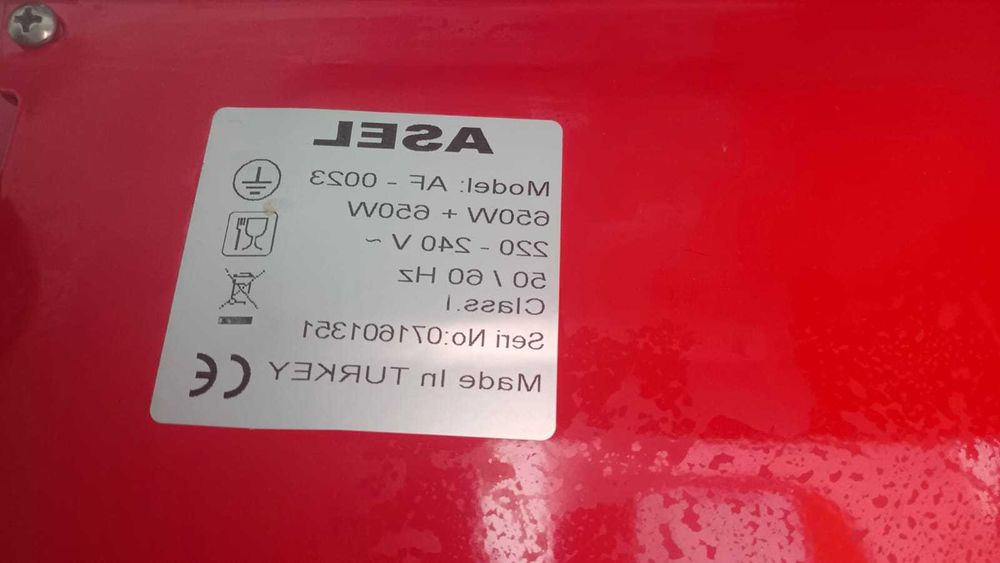 ASEL
Model: AF - 0023
650W + 650W
220 - 240 V ~
50 / 60 Hz
Class.I
Seri No:071601351
Made In TURKEY CE